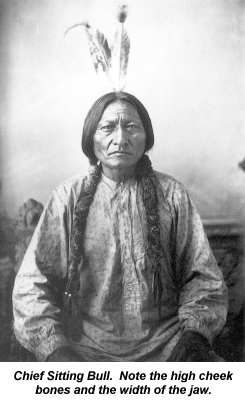 Chief Sitting Bull.  Note the high cheek
bones and the width of the jaw.